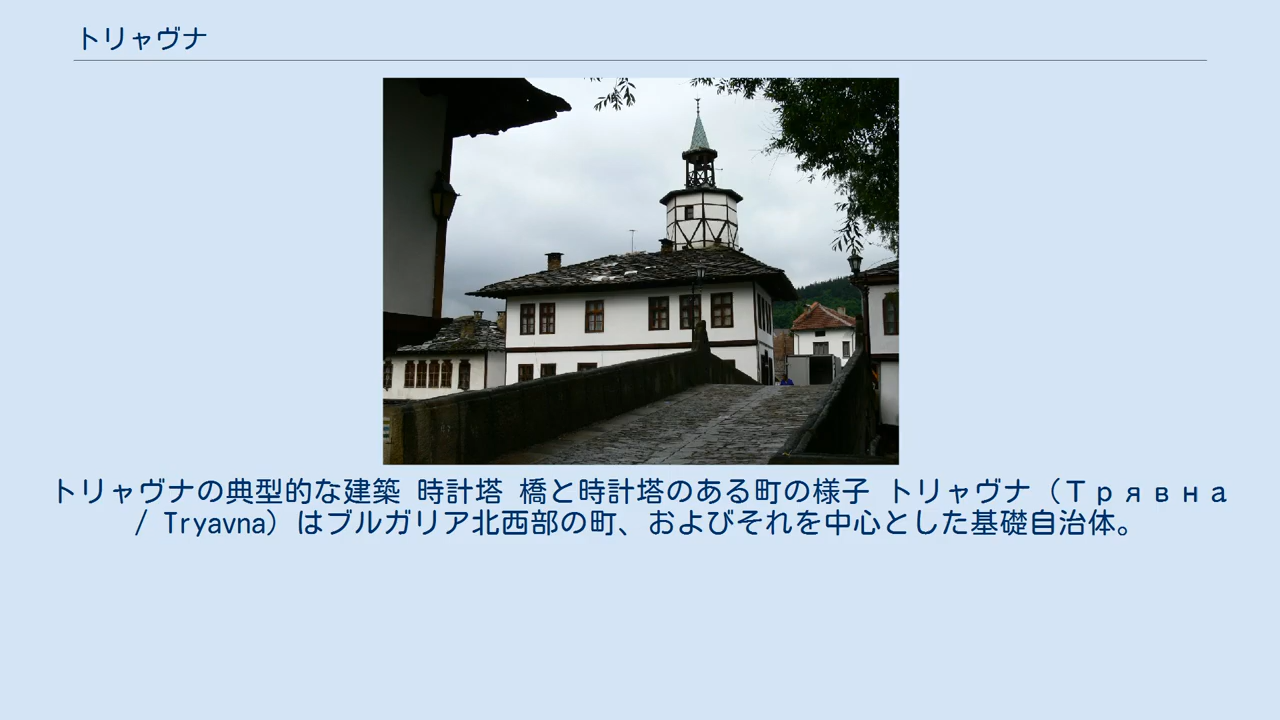 トリャヴナ
トリャヴナの典型的な建築 時計塔 橋と時計塔のある町の様子 トリャヴナ（Трявна
/ Tryavna）はブルガリア北西部の町、およびそれを中心とした基礎自治体。